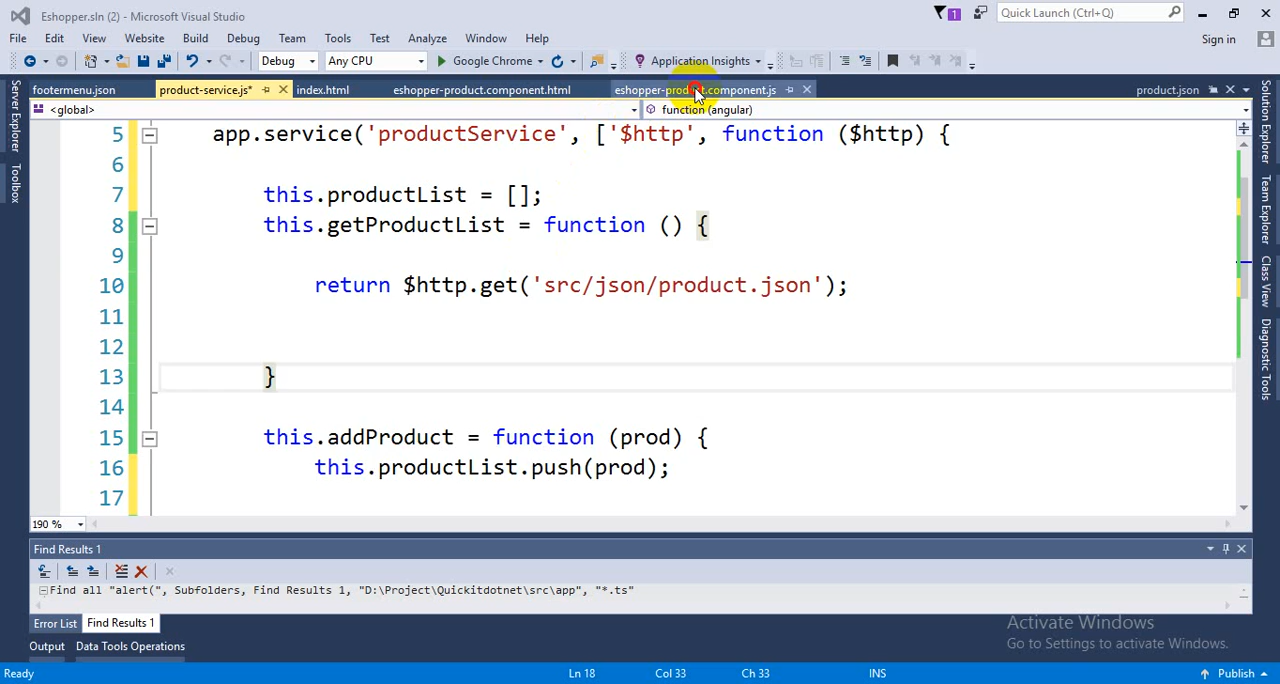 Eshopper.sln (2) - Microsoft Visual Studio
1
Quick Launch (Ctrl+Q)
File Edit View Website Build Debug Team Tools Test Analyze Window Help
Sign in
Debug Any CPU Google Chrome Application Insights
footermenu.json product-service.js* index.html eshopper-product.component.html eshopper-product.component.js product.json
<global> function (angular)
5 app.service('productService', ['$http', function ($http) {
6
7 this.productList = [];
8 this.getProductList = function () {
9
10 return $http.get('src/json/product.json');
11
12
13 }
14
15 this.addProduct = function (prod) {
16 this.productList.push(prod);
17
190 %
Server Explorer
Toolbox
Solution Explorer
Team Explorer
Class View
Diagnostic Tools
Find Results 1
Find all "alert(", Subfolders, Find Results 1, "D:\Project\Quickitdotnet\src\app", "*.ts"
Error List Find Results 1
Output Data Tools Operations
Activate Windows
Go to Settings to activate Windows.
Ready Ln 18 Col 33 Ch 33 INS Publish